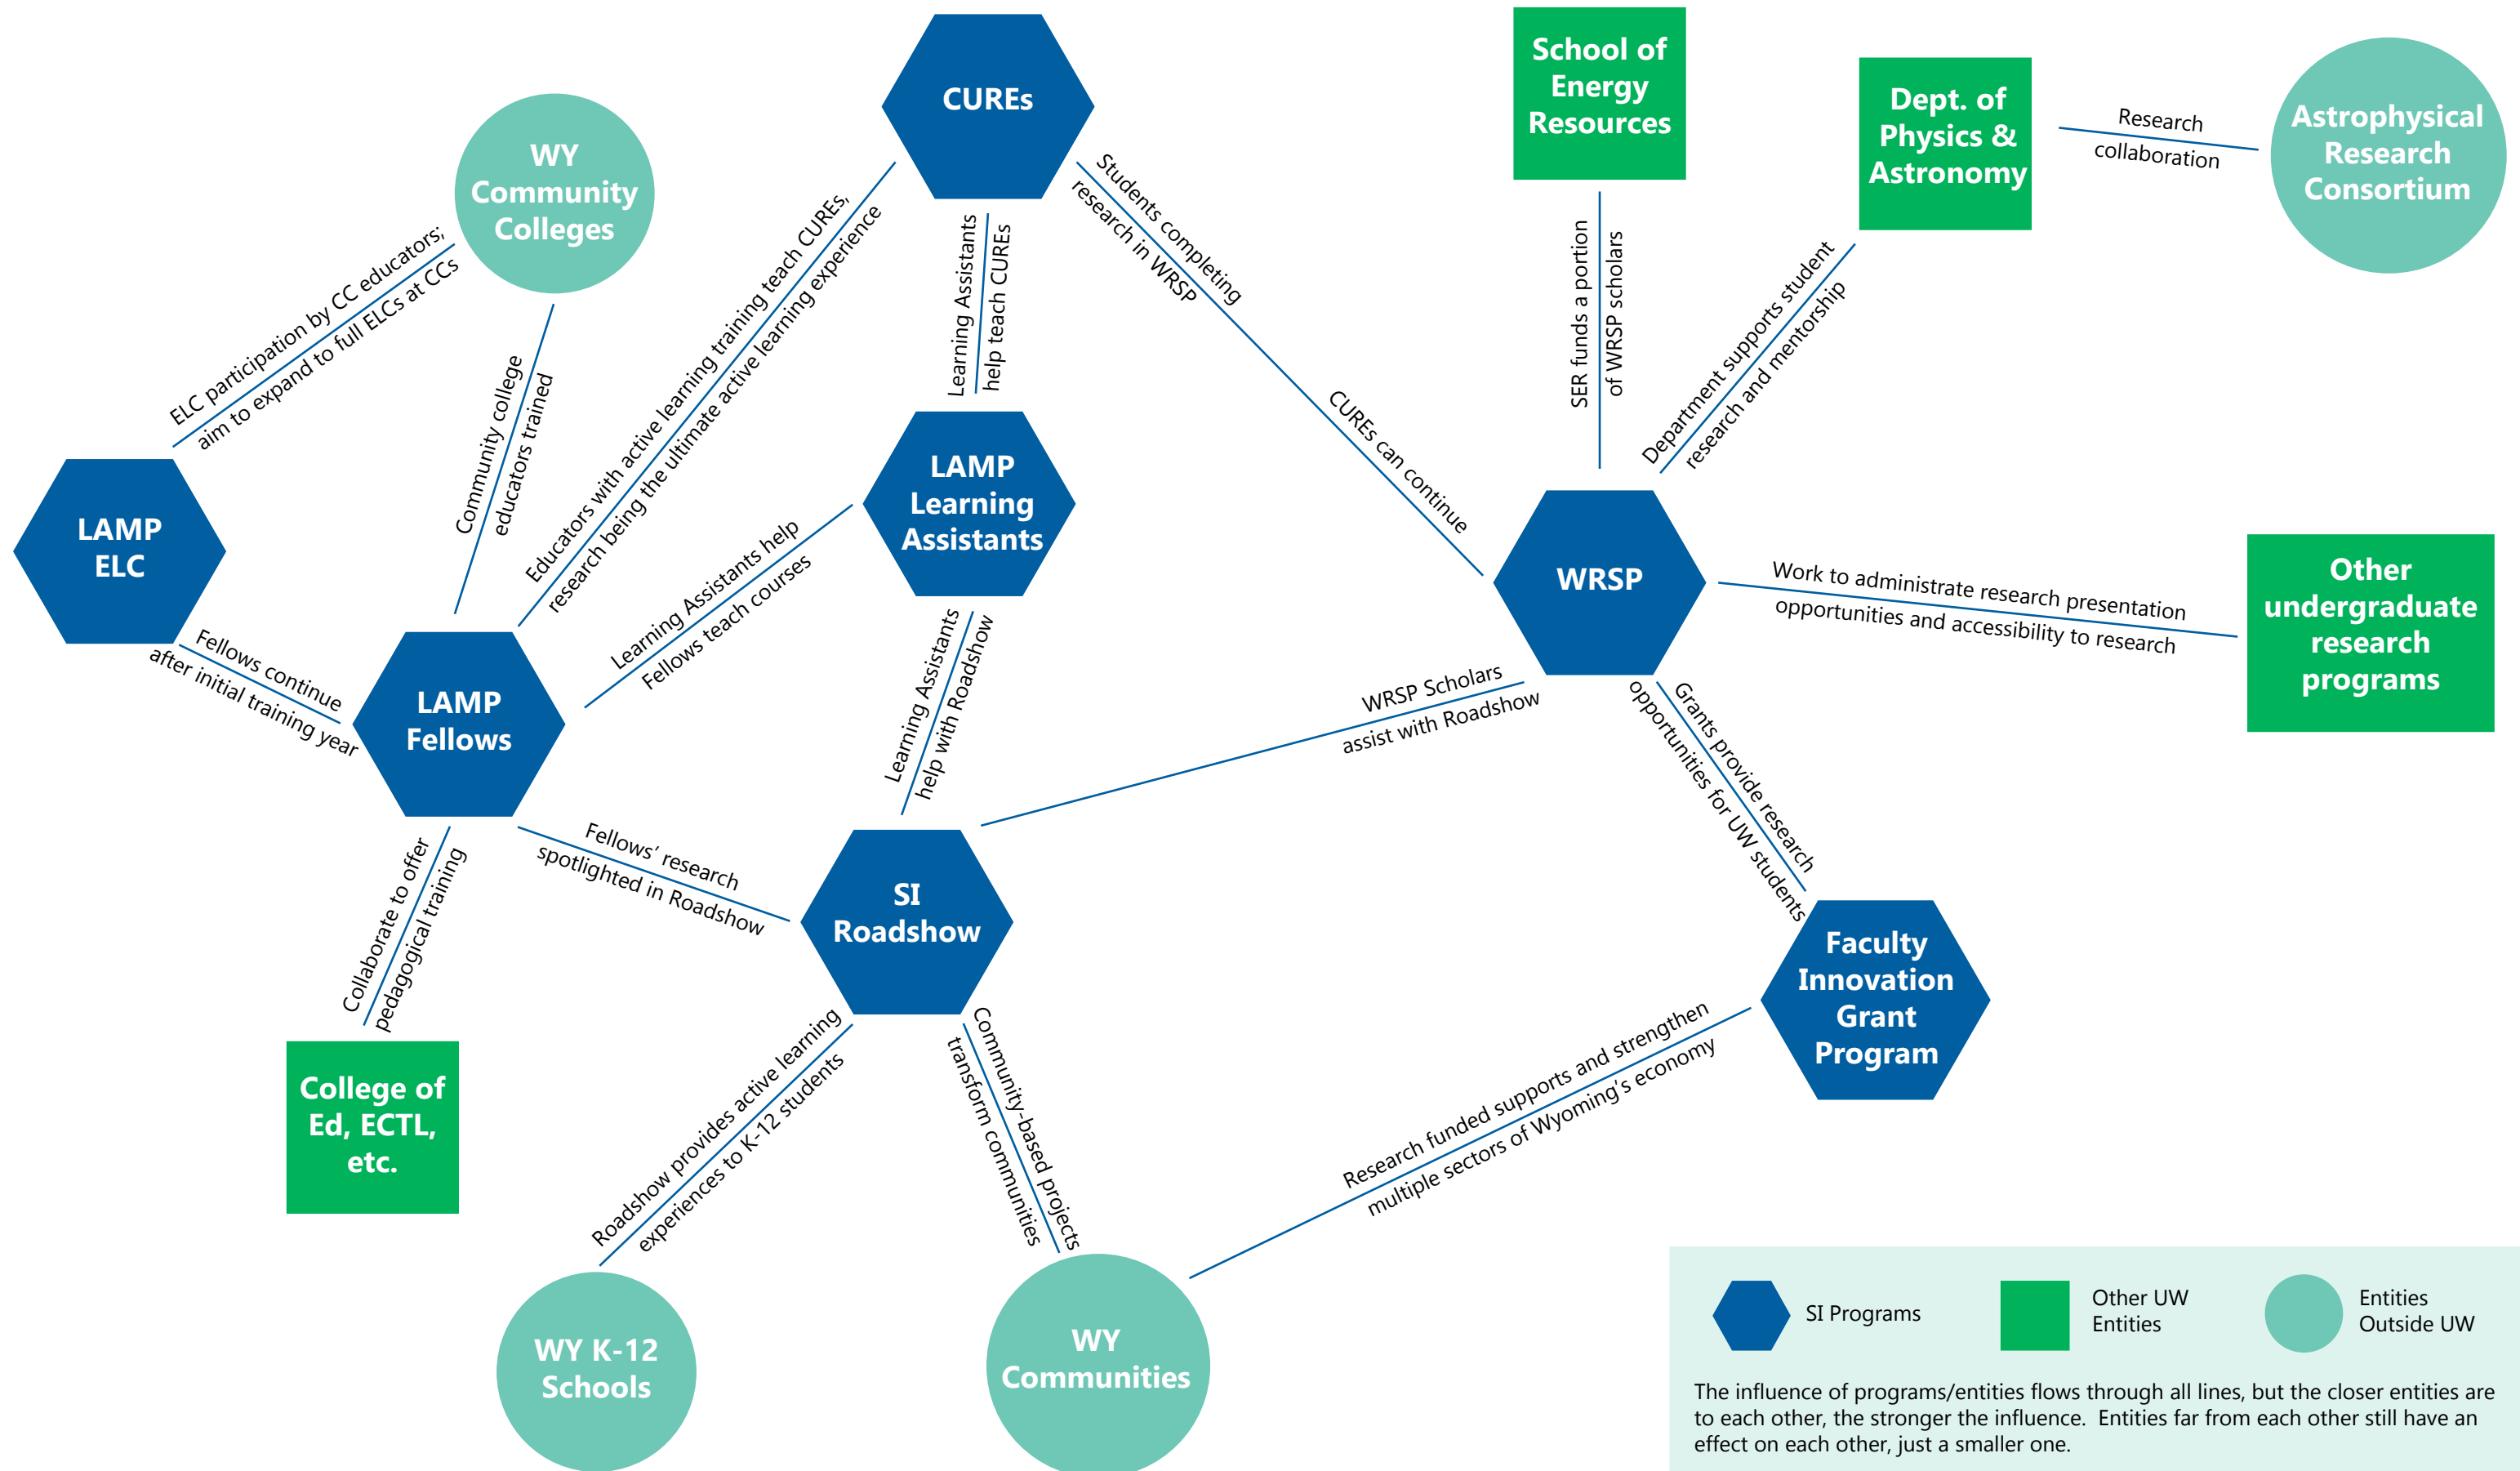 CUREs
School of
Energy
Resources
Dept. of
Physics &
Astronomy
Research
collaboration
Astrophysical
Research
Consortium
WY
Community
Colleges
ELC participation by CC educators;
aim to expand to full ELCs at CCs
Community college
educators trained
Educators with active learning training teach CUREs,
research being the ultimate active learning experience
Learning Assistants
help teach CUREs
Students completing
research in WRSP
CUREs can continue
SER funds a portion
of WRSP scholars
Department supports student
research and mentorship
LAMP
ELC
LAMP
Learning
Assistants
WRSP
Work to administrate research presentation
opportunities and accessibility to research
Other
undergraduate
research
programs
Fellows continue
after initial training year
LAMP
Fellows
Learning Assistants help
Fellows teach courses
Learning Assistants
help with Roadshow
WRSP Scholars
assist with Roadshow
Grants provide research
opportunities for UW students
Fellows’ research
spotlighted in Roadshow
Collaborate to offer
pedagogical training
SI
Roadshow
Faculty
Innovation
Grant
Program
College of
Ed, ECTL,
etc.
Roadshow provides active learning
experiences to K-12 students
Community-based projects
transform communities
Research funded supports and strengthen
multiple sectors of Wyoming’s economy
WY K-12
Schools
WY
Communities
SI Programs
Other UW
Entities
Entities
Outside UW
The influence of programs/entities flows through all lines, but the closer entities are
to each other, the stronger the influence.  Entities far from each other still have an
effect on each other, just a smaller one.